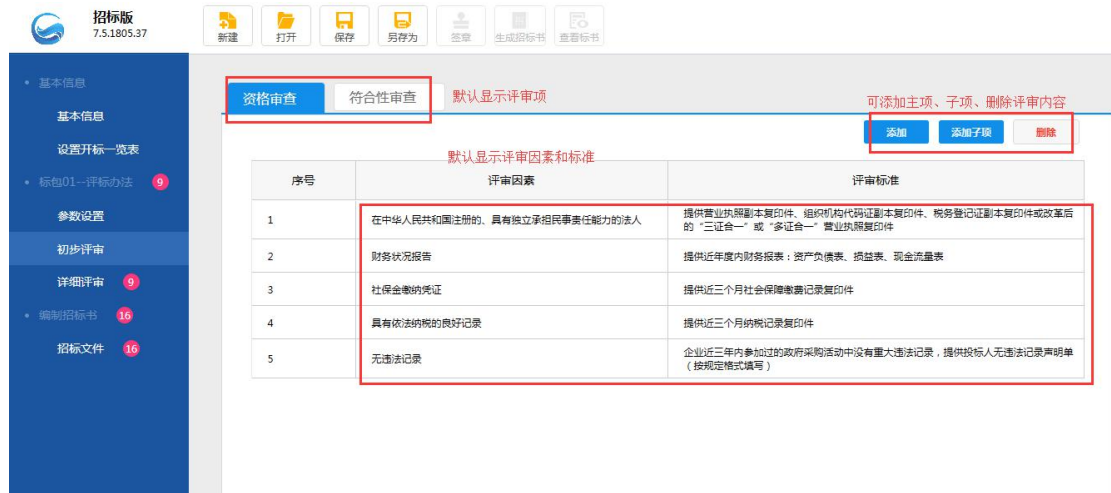 招标版
7.5.1805.37
新建
打开
保存
另存为
签章
生成招标书
查看标书
基本信息
基本信息
设置开标一览表
标包01--评标办法 9
参数设置
初步评审
详细评审 9
编制招标书 16
招标文件 16
资格审查
符合性审查
默认显示评审项
可添加主项、子项、删除评审内容
添加
添加子项
删除
默认显示评审因素和标准
序号 评审因素 评审标准
1 在中华人民共和国注册的、具有独立承担民事责任能力的法人 提供营业执照副本复印件、组织机构代码证副本复印件、税务登记证副本复印件或改革后
的“三证合一”或“多证合一”营业执照复印件
2 财务状况报告 提供近年度内财务报表：资产负债表、损益表、现金流量表
3 社保金缴纳凭证 提供近三个月社会保障缴费记录复印件
4 具有依法纳税的良好记录 提供近三个月纳税记录复印件
5 无违法记录 企业近三年内参加过的政府采购活动中没有重大违法记录，提供投标人无违法记录声明单
（按规定格式填写）